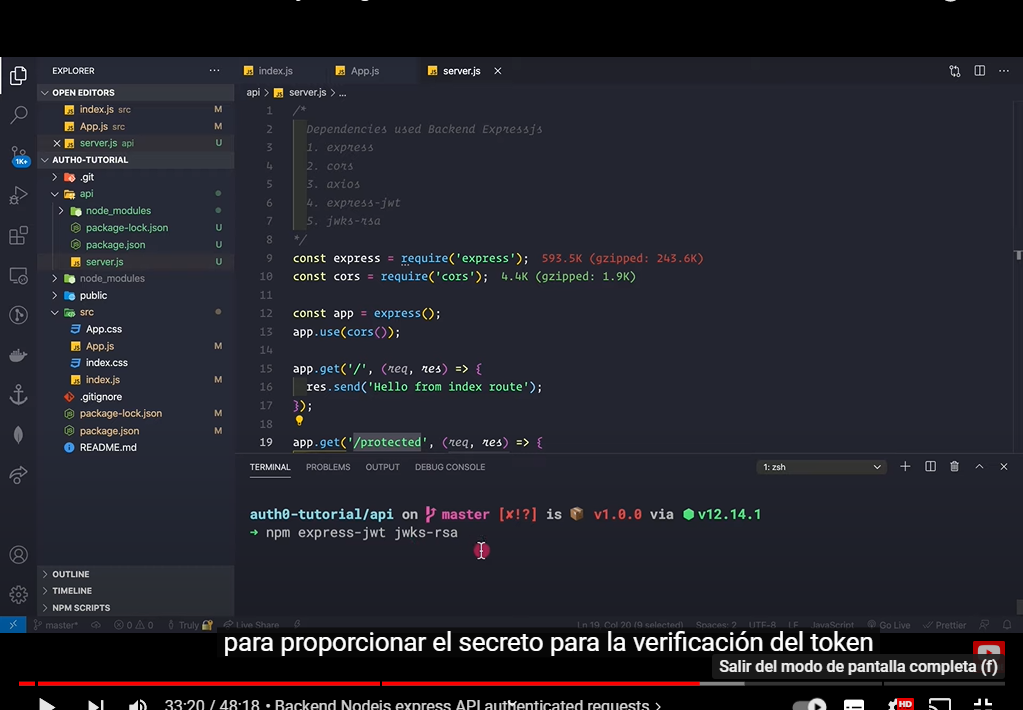 EXPLORER
index.js
App.js
server.js
OPEN EDITORS
api > server.js > ...
index.js src M
App.js src M
server.js api U
AUTH0-TUTORIAL
.git
api
node_modules
package-lock.json U
package.json U
server.js U
node_modules
public
src
App.css
App.js M
index.css
index.js M
.gitignore
package-lock.json M
package.json M
README.md
OUTLINE
TIMELINE
NPM SCRIPTS
1K+
1 /*
2 Dependencies used Backend Expressjs
3 1. express
4 2. cors
5 3. axios
6 4. express-jwt
7 5. jwks-rsa
8 */
9 const express = require('express'); 593.5K (gzipped: 243.6K)
10 const cors = require('cors'); 4.4K (gzipped: 1.9K)
11
12 const app = express();
13 app.use(cors());
14
15 app.get('/', (req, res) => {
16 res.send('Hello from index route');
17 });
18
19 app.get('/protected', (req, res) => {
TERMINAL PROBLEMS OUTPUT DEBUG CONSOLE 1: zsh
auth0-tutorial/api on master [✘!?] is v1.0.0 via v12.14.1
→ npm express-jwt jwks-rsa
master* 0 0 Truly Live Share Ln 19, Col 20 (9 selected) Spaces: 2 UTF-8 LF JavaScript Go Live Prettier
para proporcionar el secreto para la verificación del token
Salir del modo de pantalla completa (f)
33:20 / 48:18 • Backend Nodejs express API authenticated requests >
HD